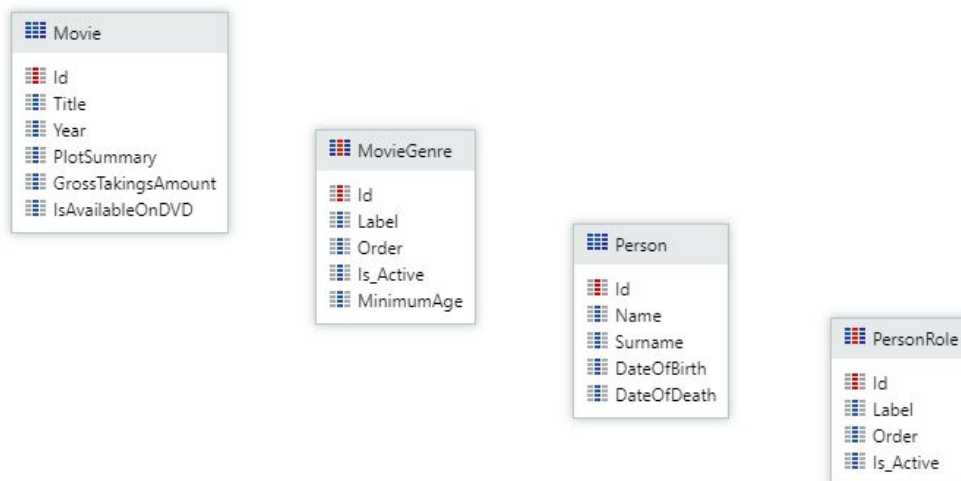 Movie
Id
Title
Year
PlotSummary
GrossTakingsAmount
IsAvailableOnDVD
MovieGenre
Id
Label
Order
Is_Active
MinimumAge
Person
Id
Name
Surname
DateOfBirth
DateOfDeath
PersonRole
Id
Label
Order
Is_Active